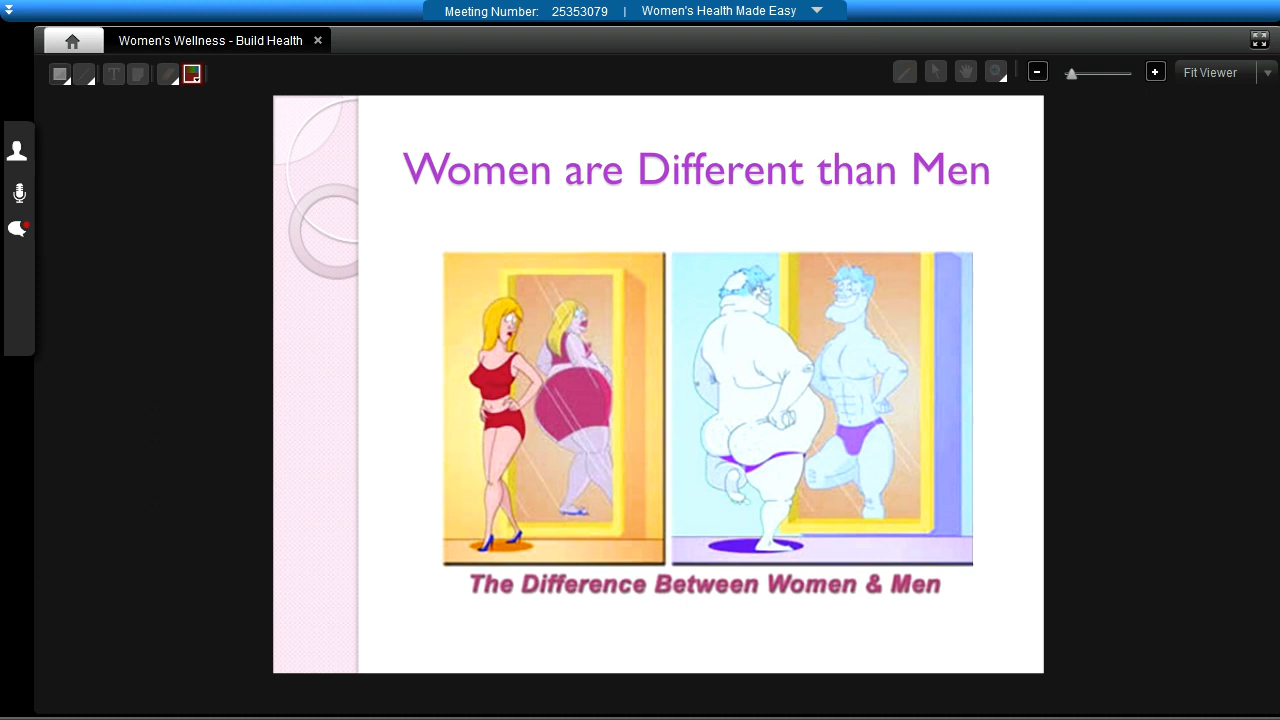 Meeting Number: 25353079 | Women's Health Made Easy
Women's Wellness - Build Health
T
Fit Viewer
Women are Different than Men
The Difference Between Women & Men